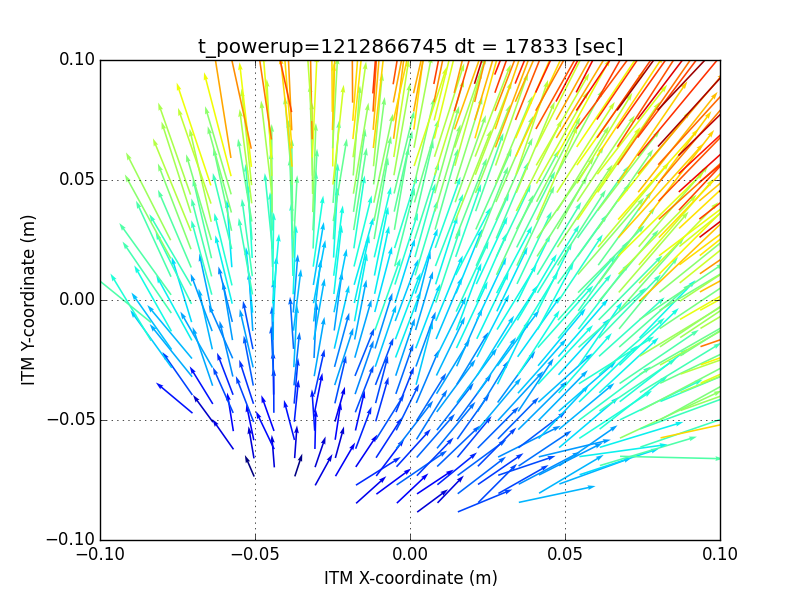 t_powerup=1212866745 dt = 17833 [sec]
0.10
0.05
0.00
−0.05
−0.10
ITM Y-coordinate (m)
−0.10 −0.05 0.00 0.05 0.10
ITM X-coordinate (m)